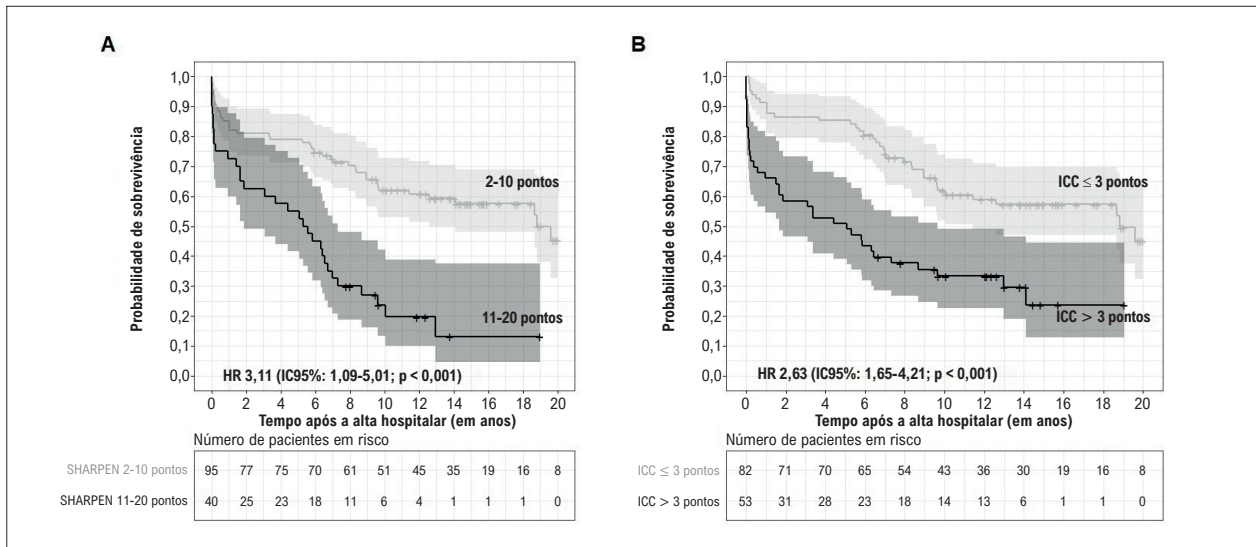 A
Probabilidade de sobrevivência
1,0
0,9
0,8
0,7
0,6
0,5
0,4
0,3
0,2
0,1
0,0
2-10 pontos
11-20 pontos
HR 3,11 (IC95%: 1,09-5,01; p < 0,001)
0 2 4 6 8 10 12 14 16 18 20
Tempo após a alta hospitalar (em anos)
Número de pacientes em risco
SHARPEN 2-10 pontos 95 77 75 70 61 51 45 35 19 16 8
SHARPEN 11-20 pontos 40 25 23 18 11 6 4 1 1 1 0
B
Probabilidade de sobrevivência
1,0
0,9
0,8
0,7
0,6
0,5
0,4
0,3
0,2
0,1
0,0
ICC ≤ 3 pontos
ICC > 3 pontos
HR 2,63 (IC95%: 1,65-4,21; p < 0,001)
0 2 4 6 8 10 12 14 16 18 20
Tempo após a alta hospitalar (em anos)
Número de pacientes em risco
ICC ≤ 3 pontos 82 71 70 65 54 43 36 30 19 16 8
ICC > 3 pontos 53 31 28 23 18 14 13 6 1 1 0